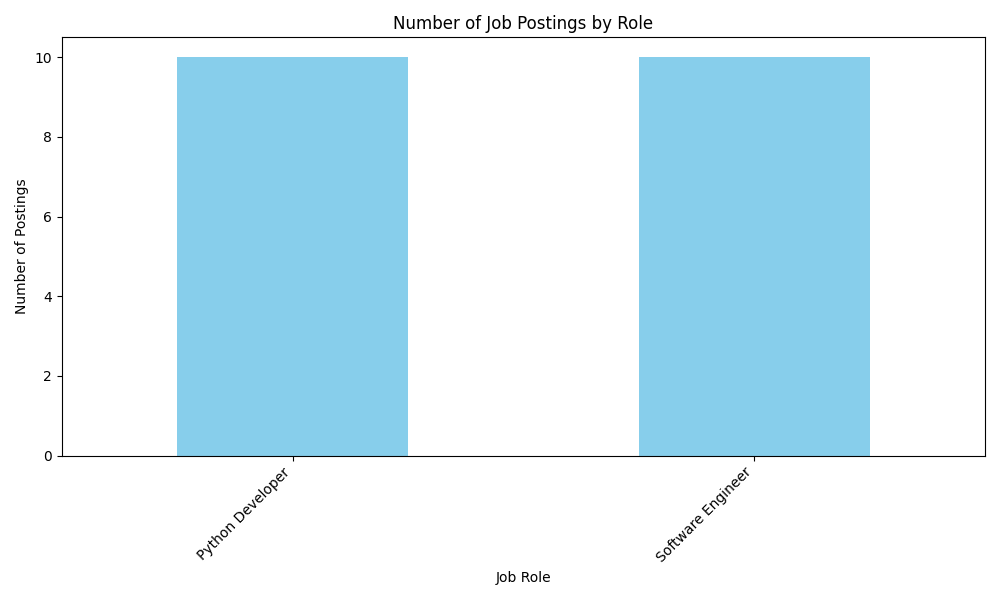 Number of Job Postings by Role
Number of Postings
10
8
6
4
2
0
Python Developer
Software Engineer
Job Role